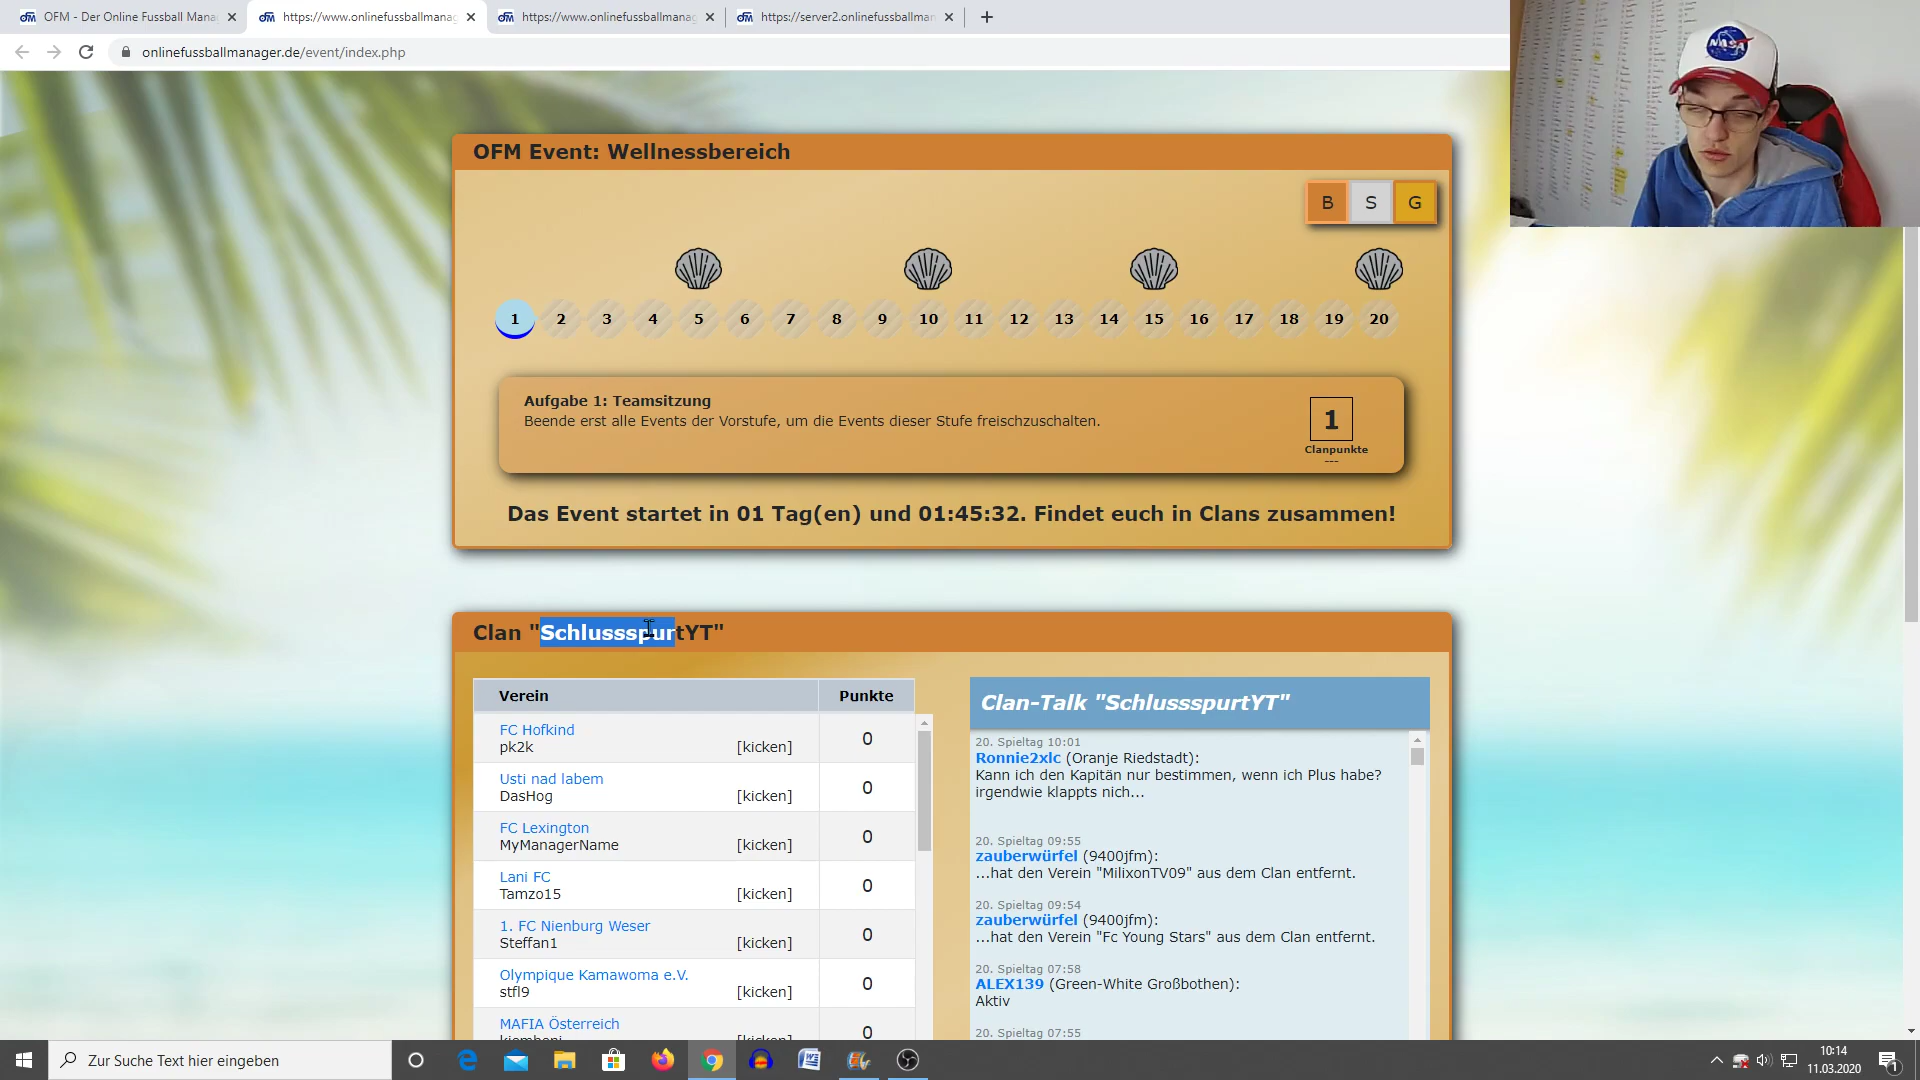 OFM - Der Online Fussball Mana
https://www.onlinefussballmanag
https://www.onlinefussballmanag
https://server2.onlinefussballman
onlinefussballmanager.de/event/index.php
NASA
OFM Event: Wellnessbereich
B S G
1 2 3 4 5 6 7 8 9 10 11 12 13 14 15 16 17 18 19 20
Aufgabe 1: Teamsitzung
Beende erst alle Events der Vorstufe, um die Events dieser Stufe freischzuschalten.
1
Clanpunkte
---
Das Event startet in 01 Tag(en) und 01:45:32. Findet euch in Clans zusammen!
Clan "SchlussspurtYT"
Verein Punkte
FC Hofkind
pk2k [kicken] 0
Usti nad labem
DasHog [kicken] 0
FC Lexington
MyManagerName [kicken] 0
Lani FC
Tamzo15 [kicken] 0
1. FC Nienburg Weser
Steffan1 [kicken] 0
Olympique Kamawoma e.V.
stfl9 [kicken] 0
MAFIA Österreich
0
Clan-Talk "SchlussspurtYT"
20. Spieltag 10:01
Ronnie2xlc (Oranje Riedstadt):
Kann ich den Kapitän nur bestimmen, wenn ich Plus habe?
irgendwie klappts nich...
20. Spieltag 09:55
zauberwürfel (9400jfm):
...hat den Verein "MilixonTV09" aus dem Clan entfernt.
20. Spieltag 09:54
zauberwürfel (9400jfm):
...hat den Verein "Fc Young Stars" aus dem Clan entfernt.
20. Spieltag 07:58
ALEX139 (Green-White Großbothen):
Aktiv
20. Spieltag 07:55
Zur Suche Text hier eingeben
10:14
11.03.2020
1